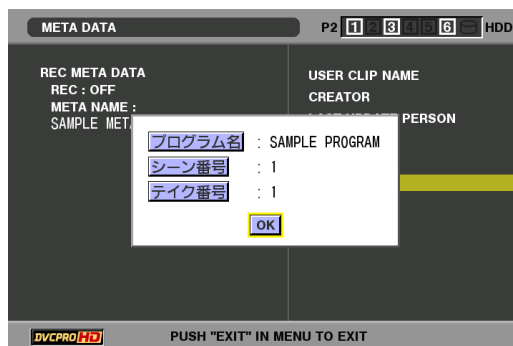 META DATA
P2 1 2 3 4 5 6 HDD
REC META DATA
REC : OFF
META NAME :
SAMPLE MET
USER CLIP NAME
CREATOR
PERSON
プログラム名 : SAMPLE PROGRAM
シーン番号 : 1
テイク番号 : 1
OK
DVCPRO HD
PUSH "EXIT" IN MENU TO EXIT